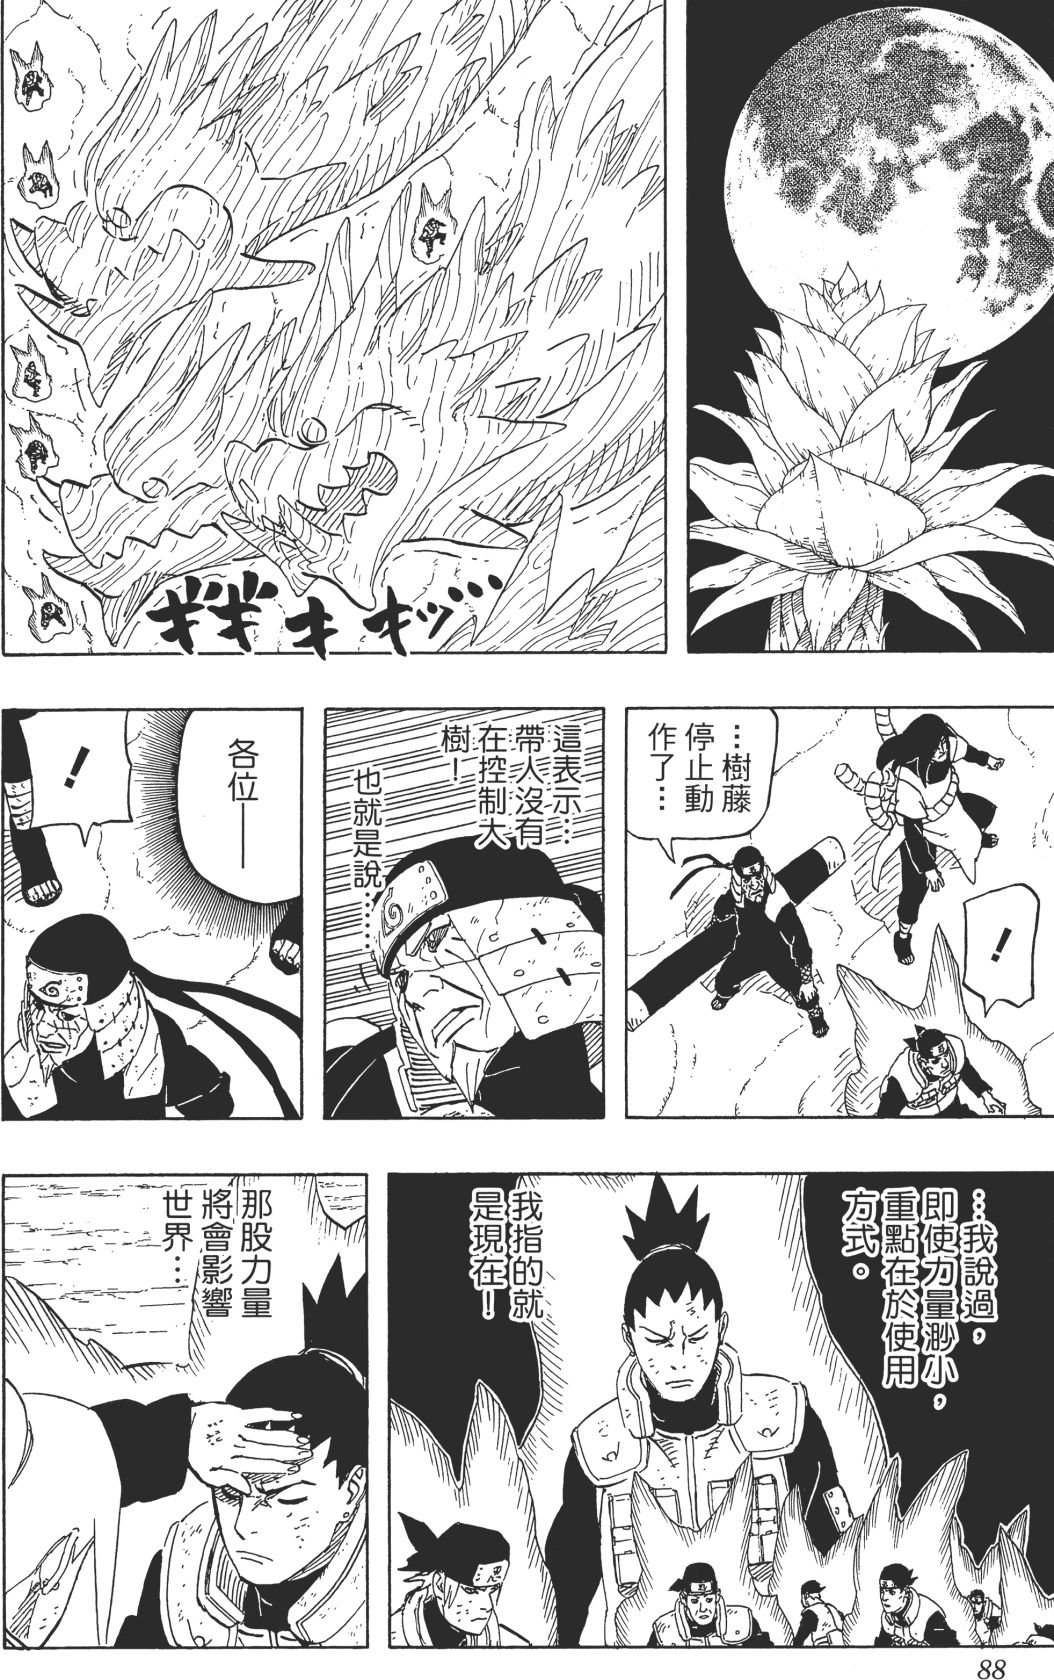 ギギギギッ…
…樹藤
停止動
作了…
！
這表示…
帶人沒有
在控制大
樹！
也就是說……
各位——
！
…我說過，
即使力量渺小，
重點在於使用
方式。
我指的就
是現在！
那股力量
將會影響
世界…
88